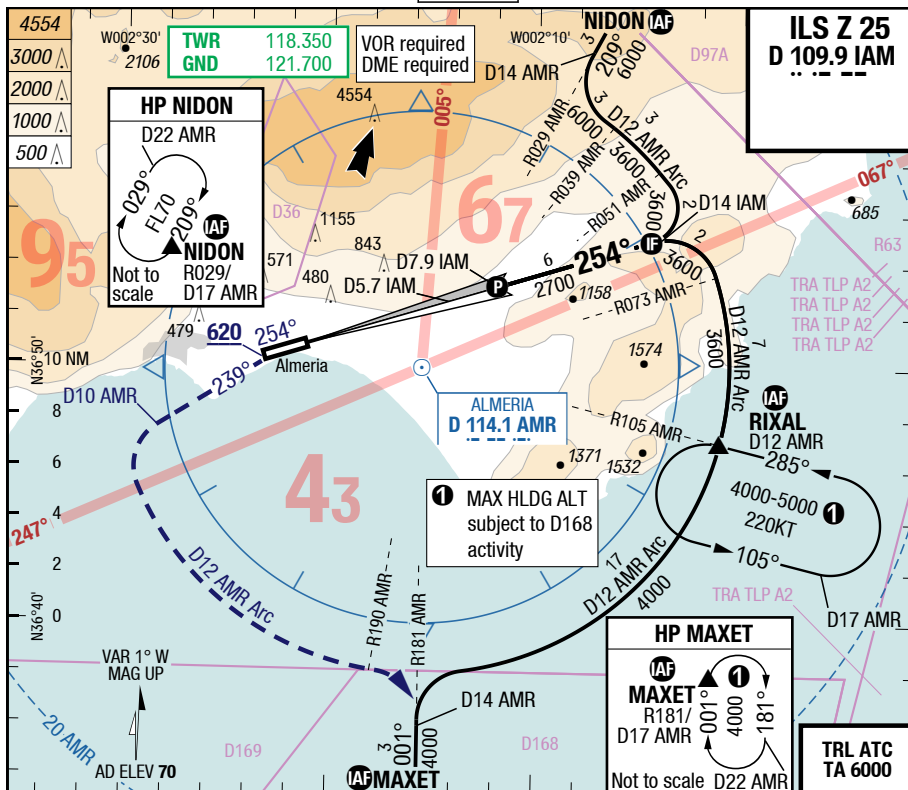 4554
3000
2000
1000
500
W002°30'
2106
TWR 118.350
GND 121.700
VOR required
DME required
W002°10'
NIDON IAF
D97A
ILS Z 25
D 109.9 IAM
3
209°
6000
D14 AMR
4554
005°
HP NIDON
D22 AMR
029°
FL70
209°
IAF
NIDON
R029/
D17 AMR
Not to
scale
R029 AMR
3
6000
D12 AMR Arc
3
R039 AMR
3600
R051 AMR
3600
2
D14 IAM
067°
685
D36
1155
843
571
480
479
67
95
D7.9 IAM
D5.7 IAM
P
6
254°
2700
IF
2
3600
1158
R073 AMR
R63
TRA TLP A2
TRA TLP A2
TRA TLP A2
TRA TLP A2
D12 AMR Arc
7
3600
620
254°
Almeria
239°
N36°50'
10 NM
8
6
4
2
0
N36°40'
D10 AMR
1574
ALMERIA
D 114.1 AMR
R105 AMR
IAF
RIXAL
D12 AMR
1371
1532
285°
4000-5000 1
220KT
105°
D17 AMR
43
247°
1 MAX HLDG ALT
subject to D168
activity
17
D12 AMR Arc
4000
TRA TLP A2
D12 AMR Arc
R190 AMR
R181 AMR
VAR 1° W
MAG UP
20 AMR
AD ELEV 70
D169
D14 AMR
3
001°
4000
D168
IAF MAXET
HP MAXET
IAF
MAXET
R181/
D17 AMR
001°
4000
1
181°
Not to scale
D22 AMR
TRL ATC
TA 6000